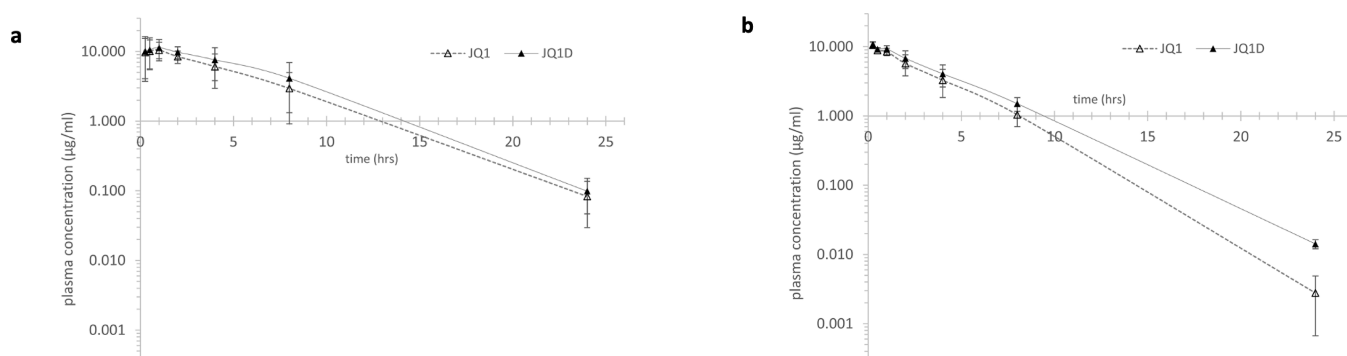 a
JQ1 JQ1D
plasma concentration (µg/ml)
10.000
1.000
0.100
0.010
0.001
0 5 10 15 20 25
time (hrs)
b
JQ1 JQ1D
plasma concentration (µg/ml)
10.000
1.000
0.100
0.010
0.001
0 5 10 15 20 25
time (hrs)